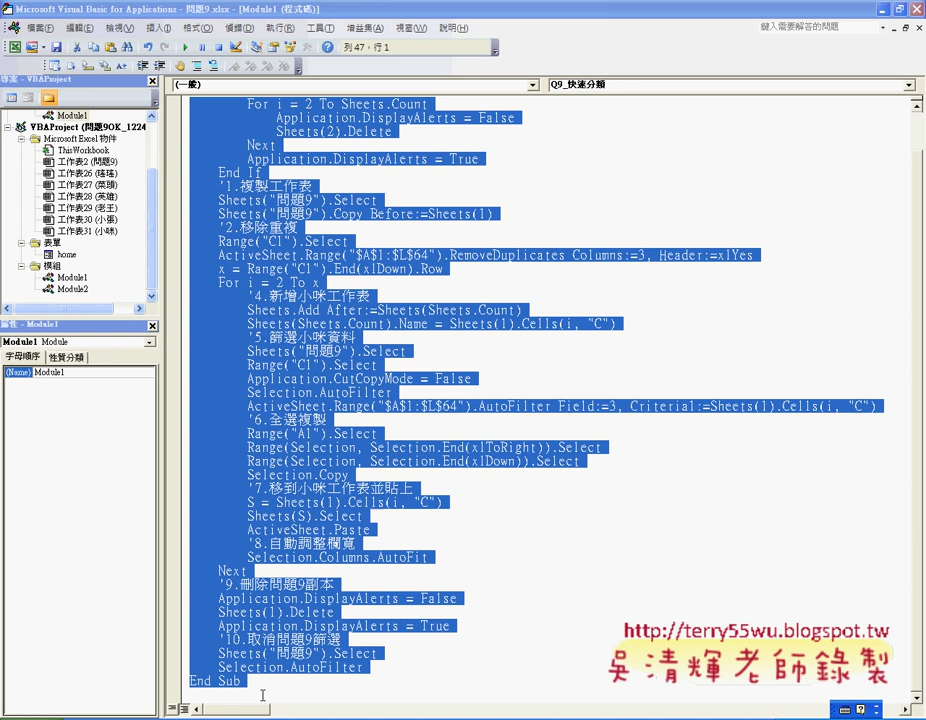 Microsoft Visual Basic for Applications - 問題9.xlsx - [Module1 (程式碼)]
檔案(F) 編輯(E) 檢視(V) 插入(I) 格式(O) 偵錯(D) 執行(R) 工具(T) 增益集(A) 視窗(W) 說明(H) 鍵入需要解答的問題
列 47，行 1
專案 - VBAProject
Module1
VBAProject (問題9OK_1224
Microsoft Excel 物件
ThisWorkbook
工作表2 (問題9)
工作表26 (瑤瑤)
工作表27 (菜頭)
工作表28 (英雄)
工作表29 (老王)
工作表30 (小張)
工作表31 (小咪)
表單
home
模組
Module1
Module2
屬性 - Module1
Module1 Module
字母順序 性質分類
(Name) Module1
(一般) Q9_快速分類
For i = 2 To Sheets.Count
Application.DisplayAlerts = False
Sheets(2).Delete
Next
Application.DisplayAlerts = True
End If
'1.複製工作表
Sheets("問題9").Select
Sheets("問題9").Copy Before:=Sheets(1)
'2.移除重複
Range("C1").Select
ActiveSheet.Range("$A$1:$L$64").RemoveDuplicates Columns:=3, Header:=xlYes
x = Range("C1").End(xlDown).Row
For i = 2 To x
'4.新增小咪工作表
Sheets.Add After:=Sheets(Sheets.Count)
Sheets(Sheets.Count).Name = Sheets(1).Cells(i, "C")
'5.篩選小咪資料
Sheets("問題9").Select
Range("C1").Select
Application.CutCopyMode = False
Selection.AutoFilter
ActiveSheet.Range("$A$1:$L$64").AutoFilter Field:=3, Criteria1:=Sheets(1).Cells(i, "C")
'6.全選複製
Range("A1").Select
Range(Selection, Selection.End(xlToRight)).Select
Range(Selection, Selection.End(xlDown)).Select
Selection.Copy
'7.移到小咪工作表並貼上
S = Sheets(1).Cells(i, "C")
Sheets(S).Select
ActiveSheet.Paste
'8.自動調整欄寬
Selection.Columns.AutoFit
Next
'9.刪除問題9副本
Application.DisplayAlerts = False
Sheets(1).Delete
Application.DisplayAlerts = True
'10.取消問題9篩選
Sheets("問題9").Select
Selection.AutoFilter
End Sub
http://terry55wu.blogspot.tw
吳清輝老師錄製